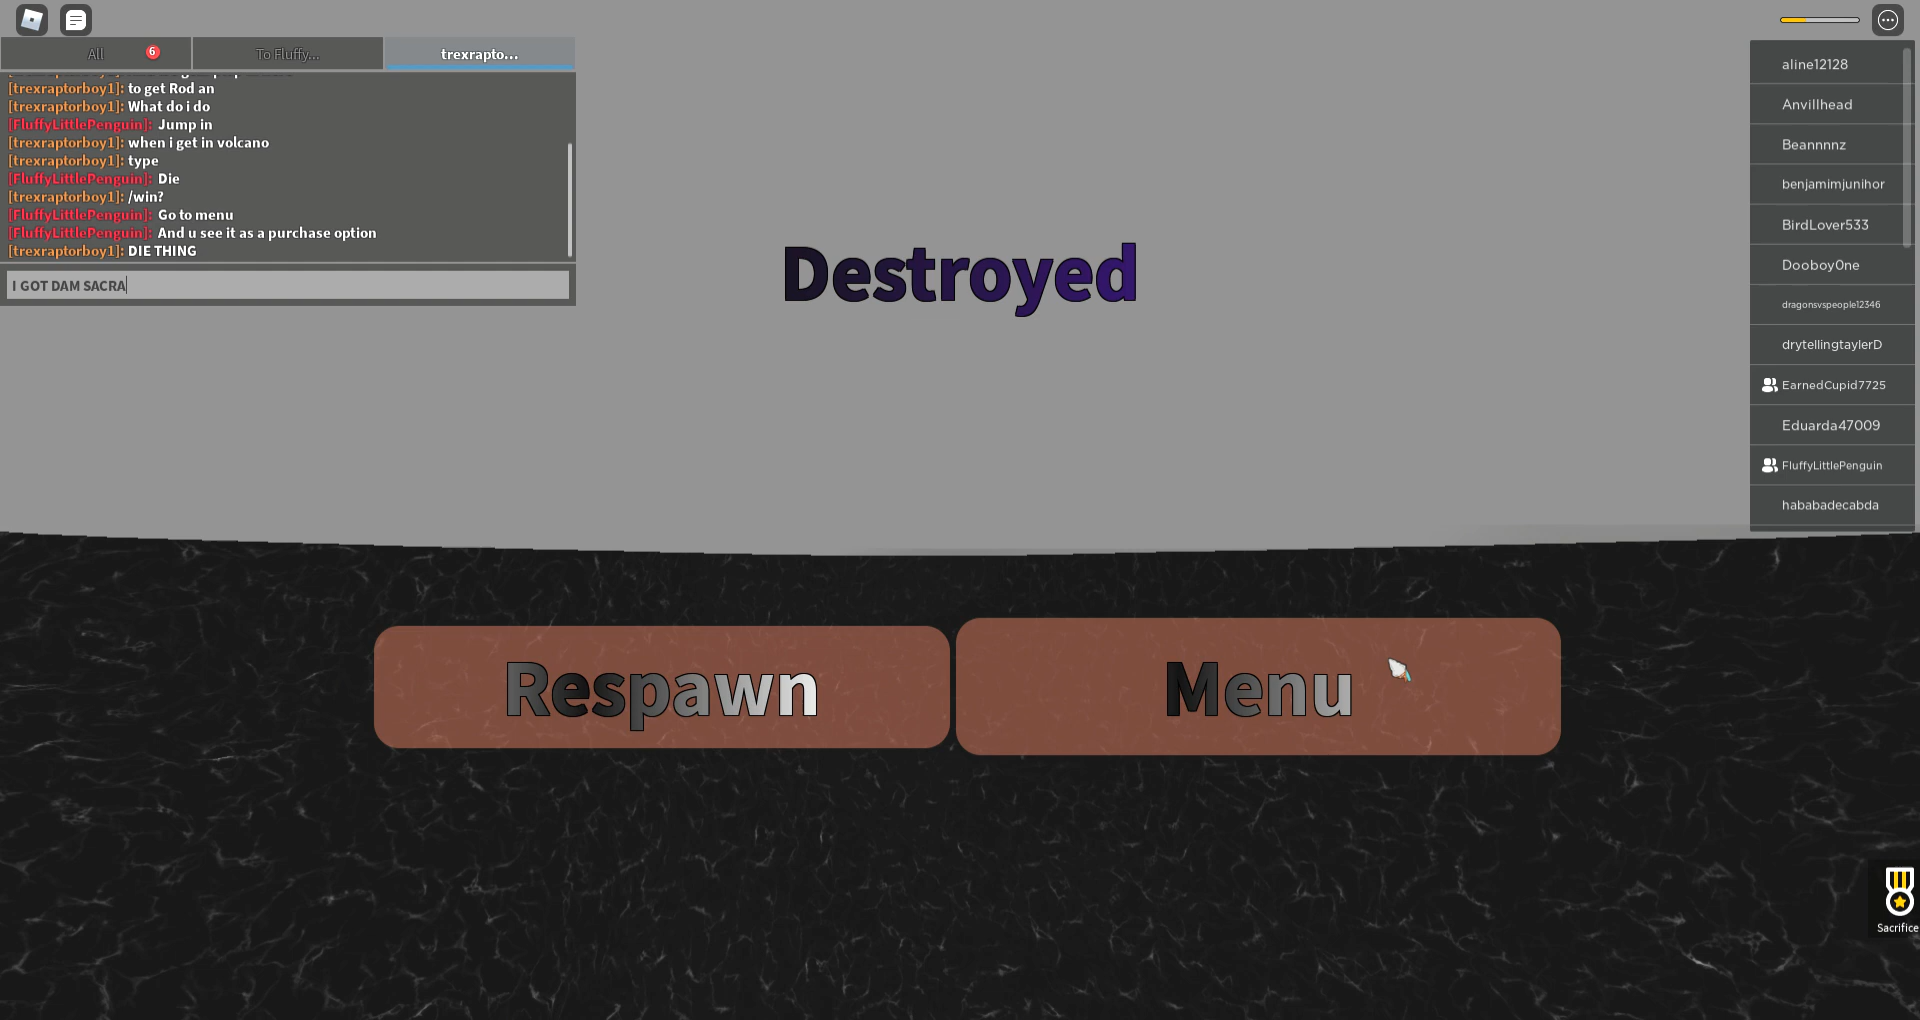 All
6
To Fluffy...
trexrapto...
[trexraptorboy1]: to get Rod an
[trexraptorboy1]: What do i do
[FluffyLittlePenguin]: Jump in
[trexraptorboy1]: when i get in volcano
[trexraptorboy1]: type
[FluffyLittlePenguin]: Die
[trexraptorboy1]: /win?
[FluffyLittlePenguin]: Go to menu
[FluffyLittlePenguin]: And u see it as a purchase option
[trexraptorboy1]: DIE THING
I GOT DAM SACRA
Destroyed
aline12128
Anvillhead
Beannnnz
benjamimjunihor
BirdLover533
Dooboy0ne
dragonsvspeople12346
drytellingtaylerD
EarnedCupid7725
Eduarda47009
FluffyLittlePenguin
hababadecabda
Respawn
Menu
Sacrifice